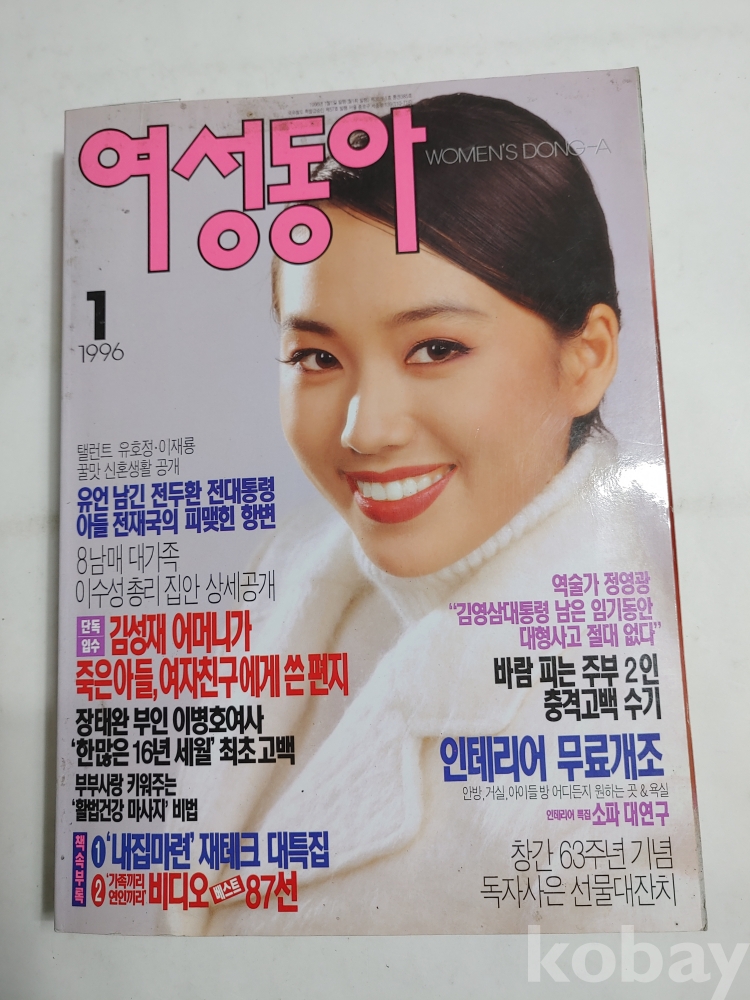 여성동아
WOMEN'S DONG-A
1
1996
탤런트 유호정·이재룡
꿀맛 신혼생활 공개
유언 남긴 전두환 전대통령
아들 전재국의 피맺힌 항변
8남매 대가족
이수성총리 집안 상세공개
단독
입수
김성재 어머니가
죽은아들, 여자친구에게 쓴 편지
장태완 부인 이병호여사
'한많은 16년 세월' 최초고백
부부사랑 키워주는
'활법건강 마사지' 비법
책속부록
1 '내집마련' 재테크 대특집
2 '가족끼리 연인끼리' 비디오 베스트 87선
역술가 정영광
“김영삼대통령 남은 임기동안
대형사고 절대 없다”
바람 피는 주부 2인
충격고백 수기
인테리어 무료개조
안방, 거실, 아이들 방 어디든지 원하는 곳 & 욕실
인테리어 특집 소파 대연구
창간 63주년 기념
독자사은 선물대잔치
kobay